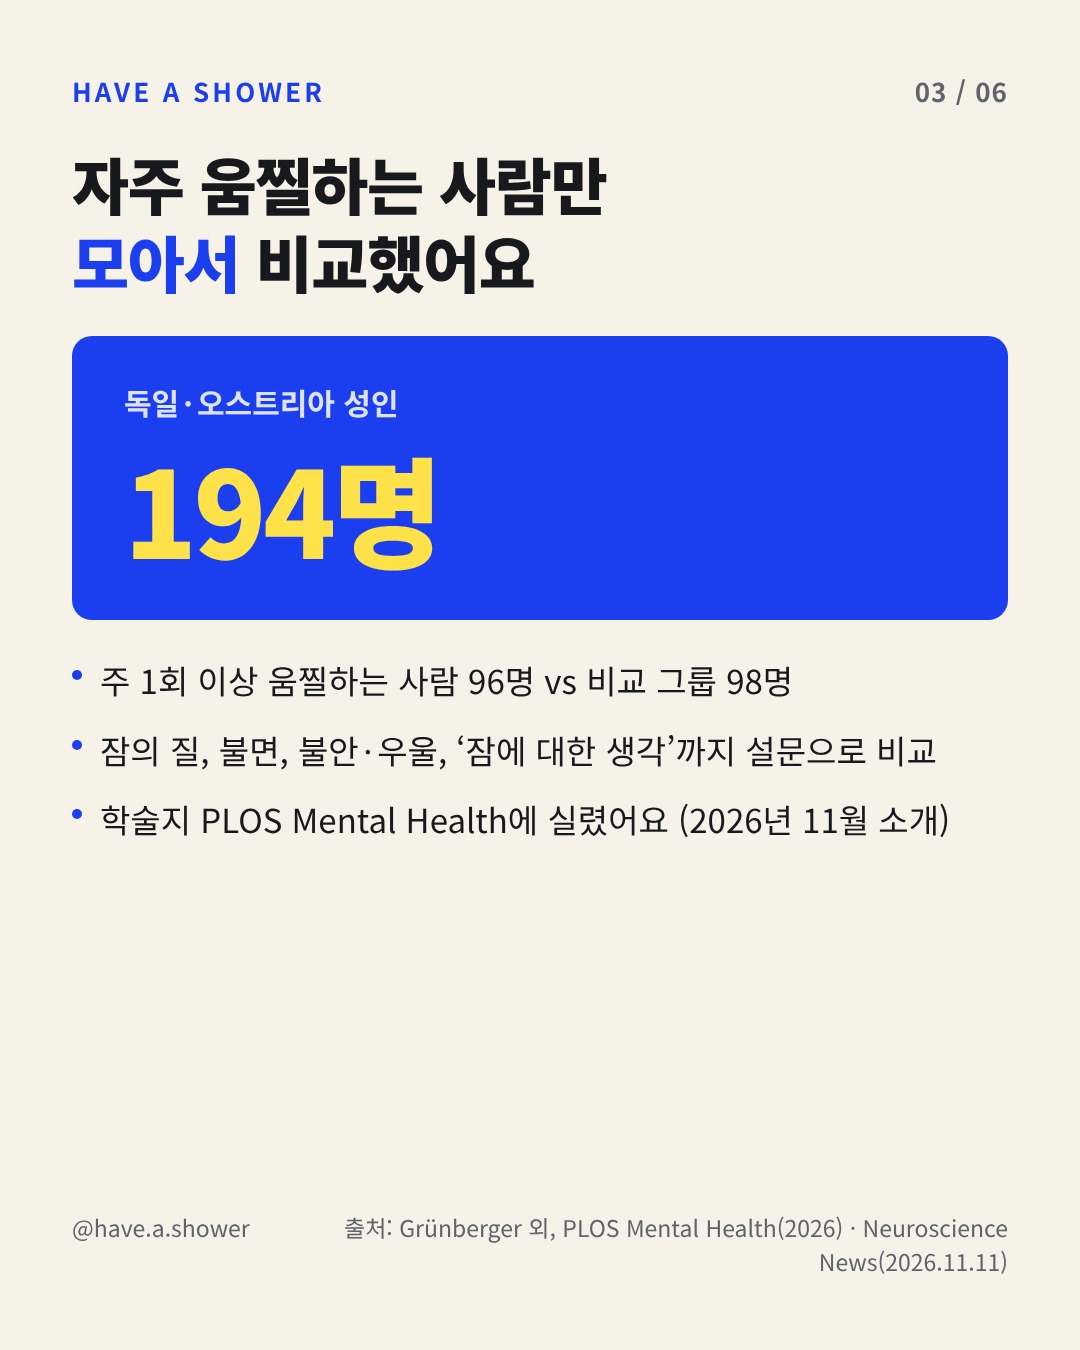 HAVE A SHOWER
03 / 06
자주 움찔하는 사람만
모아서 비교했어요
독일·오스트리아 성인
194명
• 주 1회 이상 움찔하는 사람 96명 vs 비교 그룹 98명
• 잠의 질, 불면, 불안·우울, ‘잠에 대한 생각’까지 설문으로 비교
• 학술지 PLOS Mental Health에 실렸어요 (2026년 11월 소개)
@have.a.shower
출처: Grünberger 외, PLOS Mental Health(2026) · Neuroscience
News(2026.11.11)